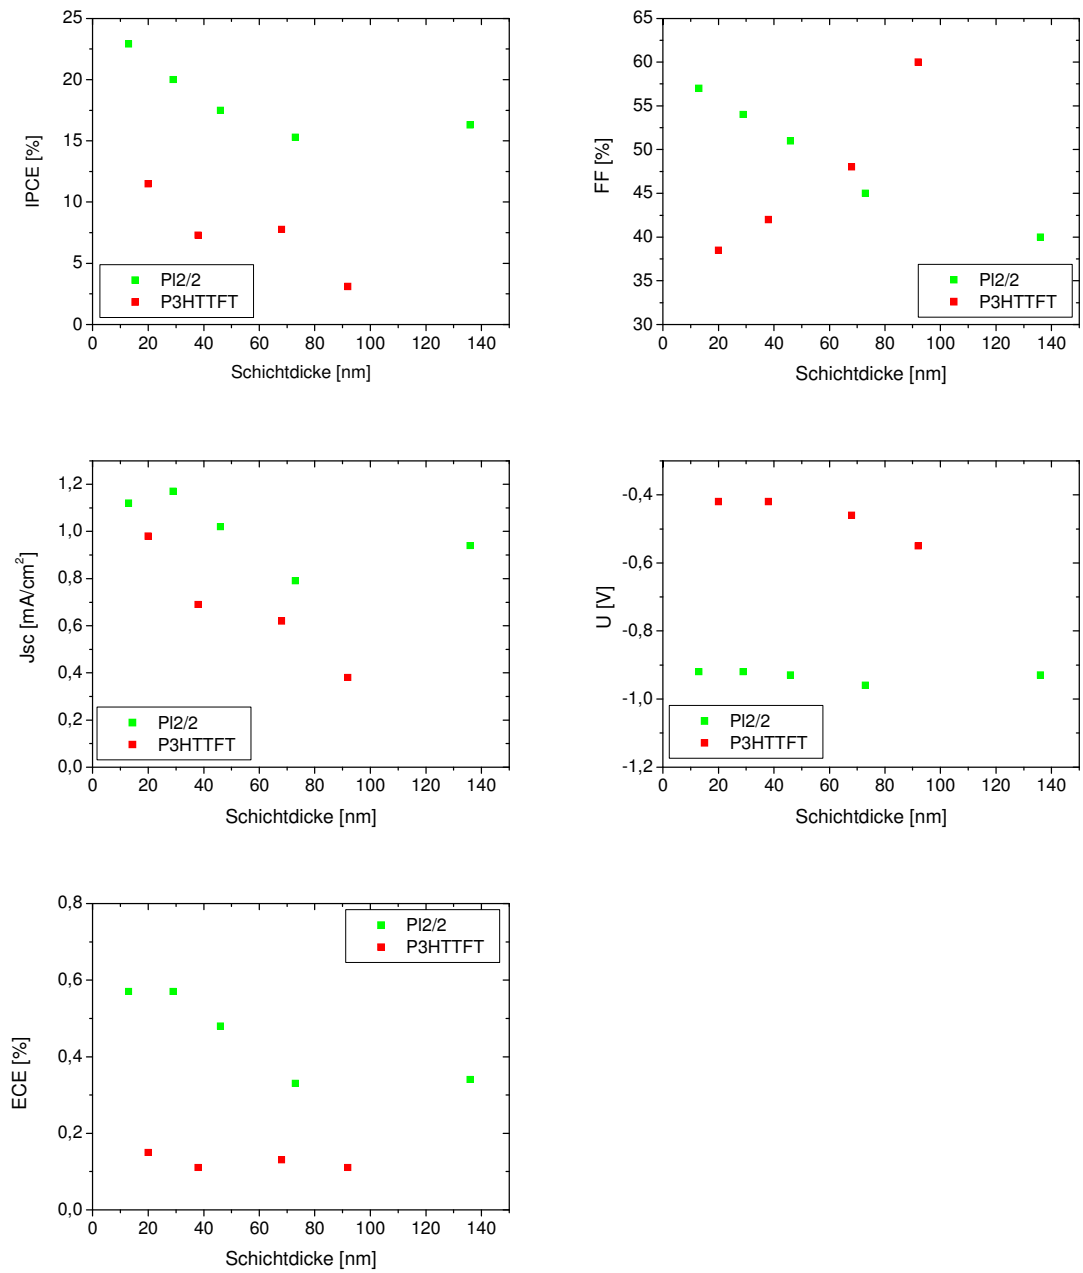 25
20
15
10
5
0
IPCE [%]
PI2/2
P3HTTFT
0 20 40 60 80 100 120 140
Schichtdicke [nm]
65
60
55
50
45
40
35
30
FF [%]
PI2/2
P3HTTFT
0 20 40 60 80 100 120 140
Schichtdicke [nm]
1,2
1,0
0,8
0,6
0,4
0,2
0,0
Jsc [mA/cm²]
PI2/2
P3HTTFT
0 20 40 60 80 100 120 140
Schichtdicke [nm]
-0,4
-0,6
-0,8
-1,0
-1,2
U [V]
PI2/2
P3HTTFT
0 20 40 60 80 100 120 140
Schichtdicke [nm]
0,8
0,6
0,4
0,2
0,0
ECE [%]
PI2/2
P3HTTFT
0 20 40 60 80 100 120 140
Schichtdicke [nm]